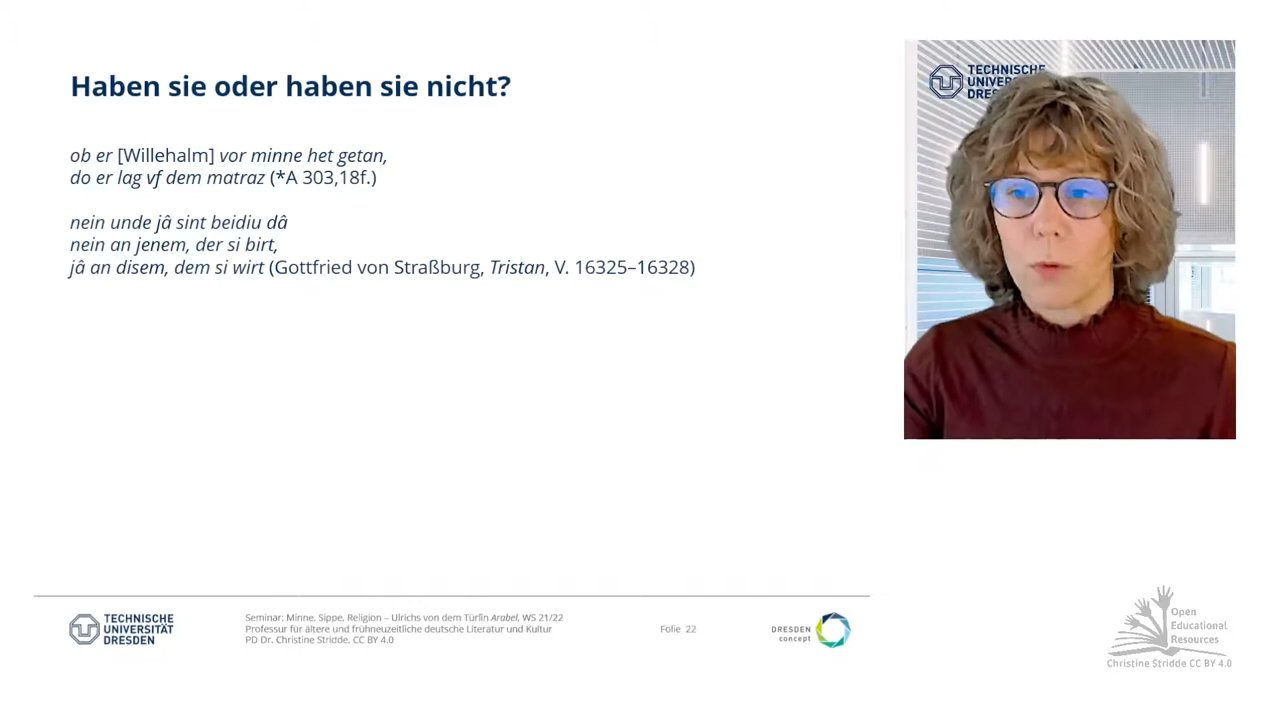 Haben sie oder haben sie nicht?
ob er [Willehalm] vor minne het getan,
do er lag vf dem matraz (*A 303,18f.)
nein unde jâ sint beidiu dâ
nein an jenem, der si birt,
jâ an disem, dem si wirt (Gottfried von Straßburg, Tristan, V. 16325–16328)
TECHNISCHE
UNIVERSITÄT
DRESDEN
Seminar: Minne, Sippe, Religion – Ulrichs von dem Türlin Arabel, WS 21/22
Professur für ältere und frühneuzeitliche deutsche Literatur und Kultur
PD Dr. Christine Stridde, CC BY 4.0
Folie 22
DRESDEN
concept
TECHNISCHE
Open
Educational
Resources
Christine Stridde CC BY 4.0